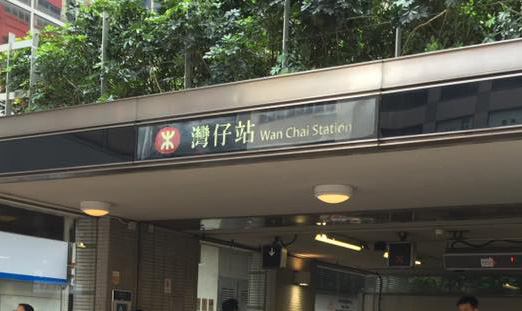 灣仔站 Wan Chai Station